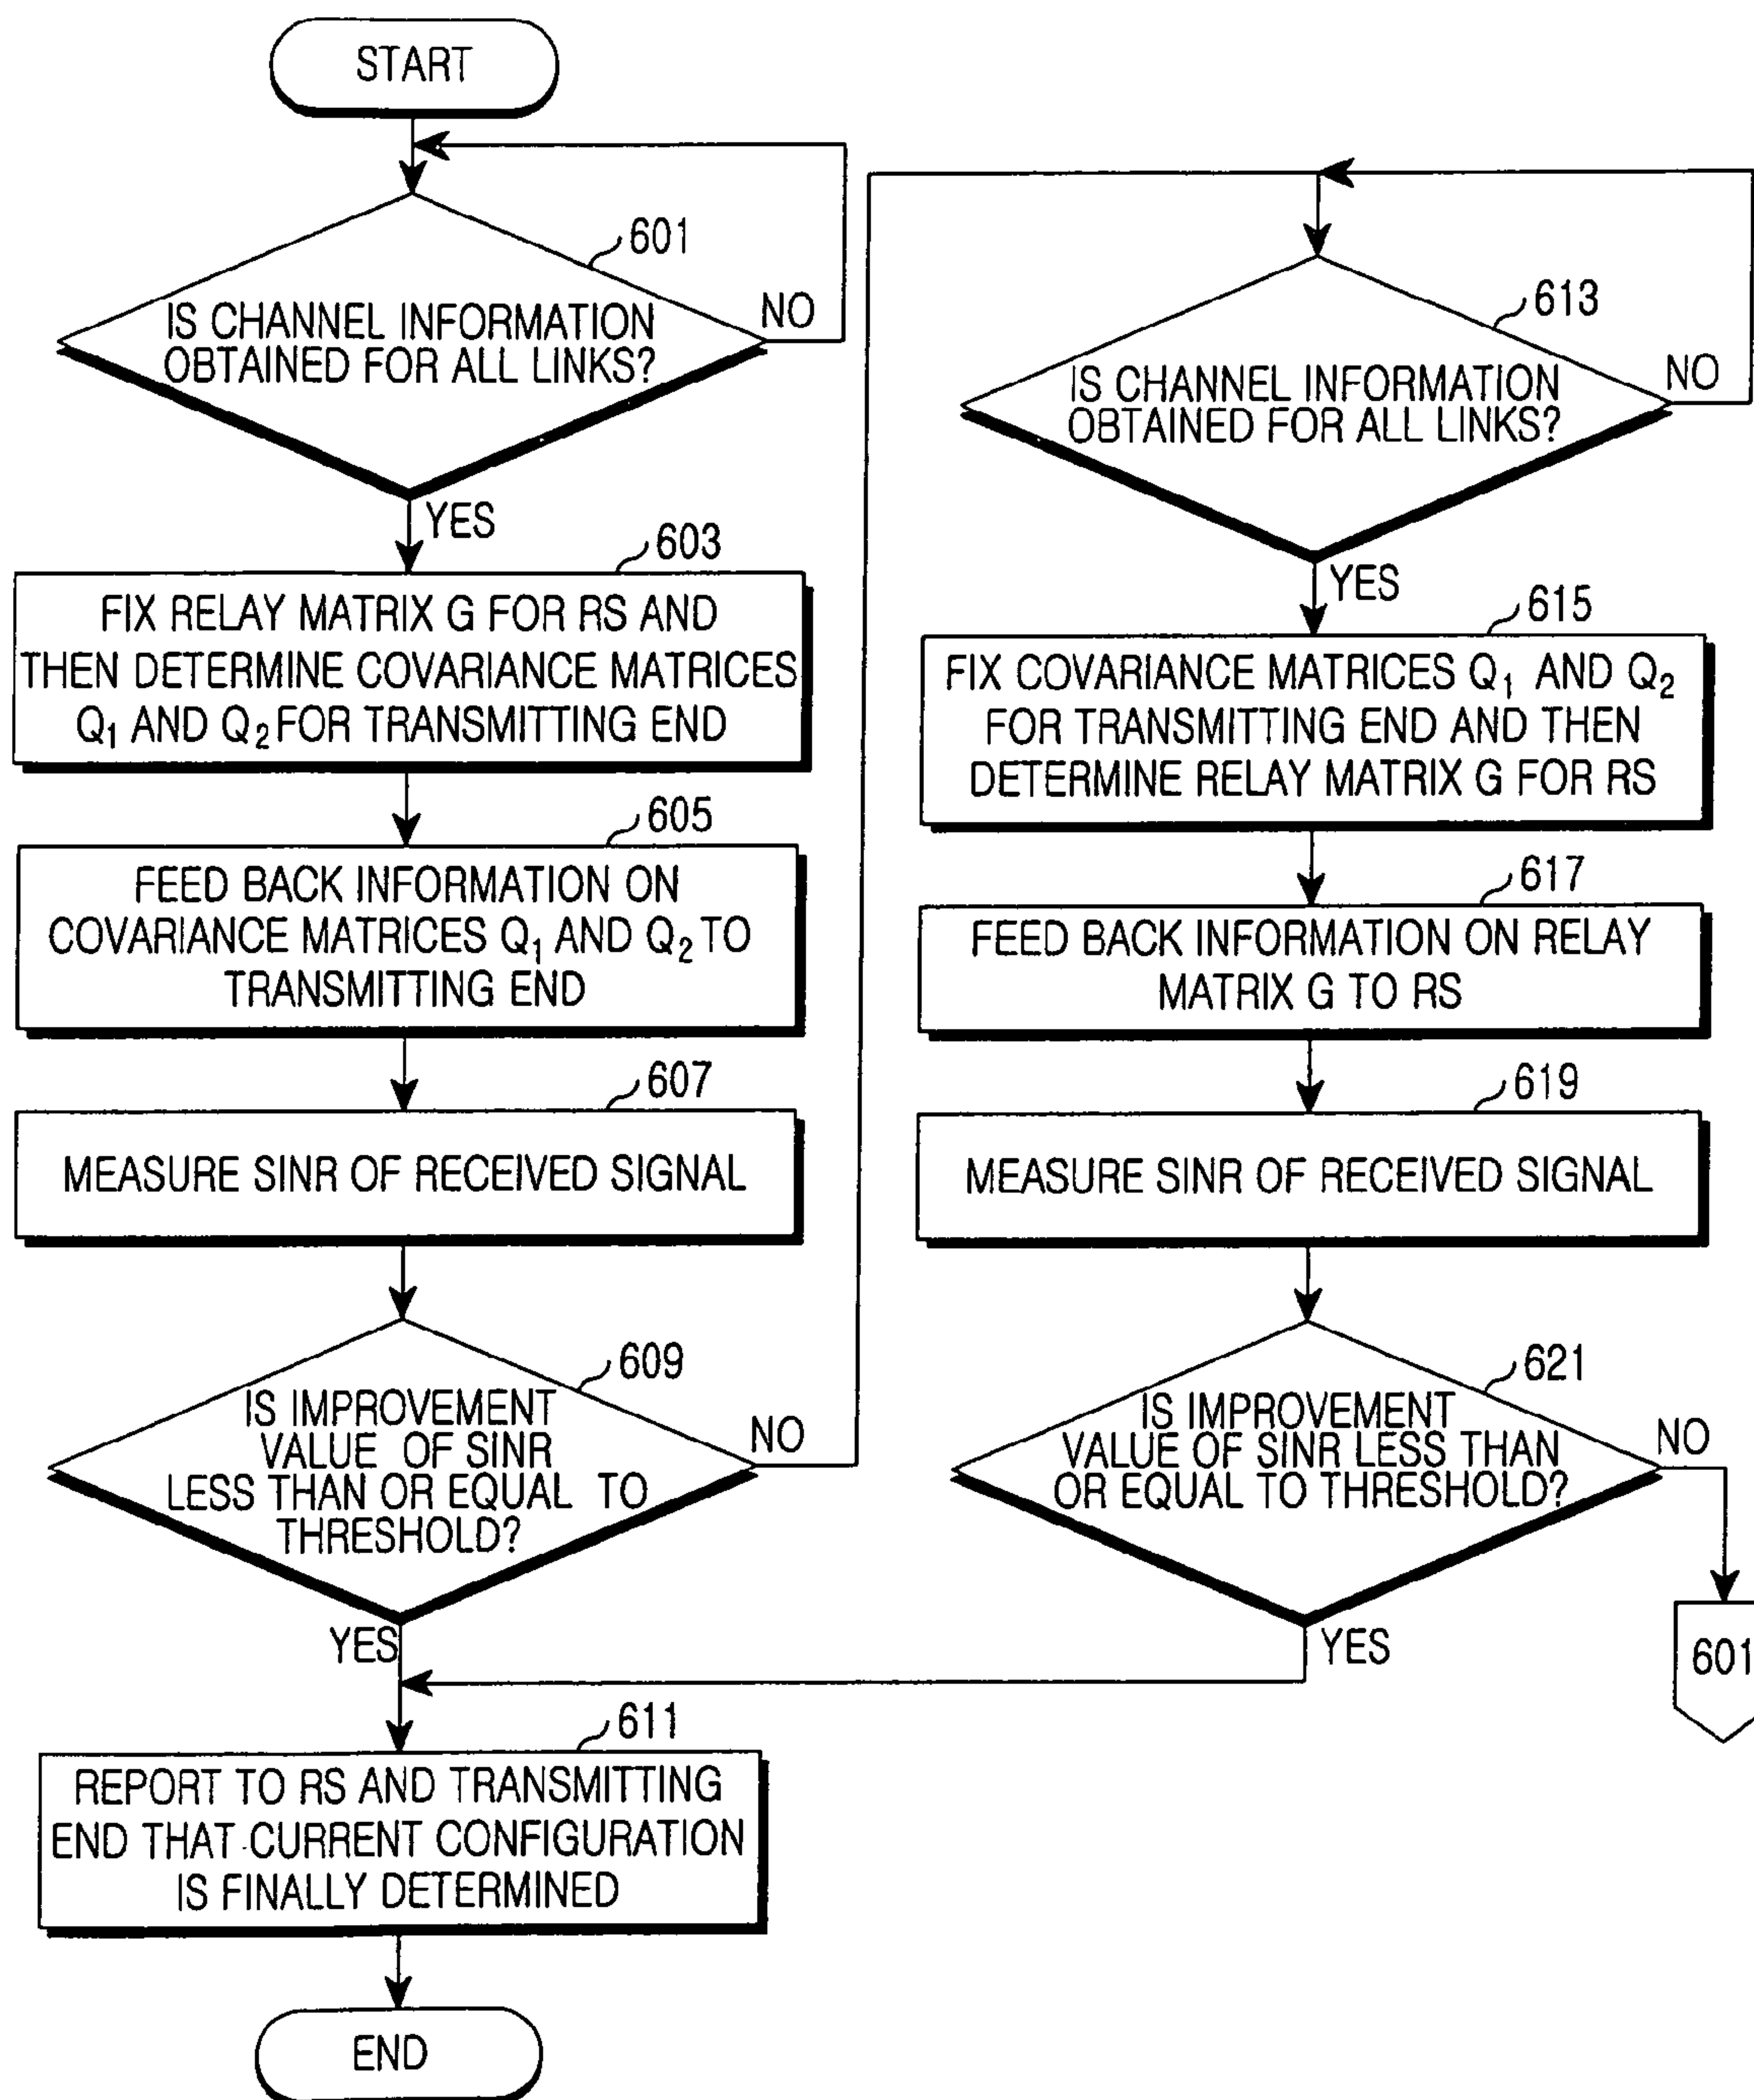 START
601
IS CHANNEL INFORMATION
OBTAINED FOR ALL LINKS?
NO
YES
603
FIX RELAY MATRIX G FOR RS AND
THEN DETERMINE COVARIANCE MATRICES
Q1 AND Q2 FOR TRANSMITTING END
605
FEED BACK INFORMATION ON
COVARIANCE MATRICES Q1 AND Q2 TO
TRANSMITTING END
607
MEASURE SINR OF RECEIVED SIGNAL
609
IS IMPROVEMENT
VALUE OF SINR
LESS THAN OR EQUAL TO
THRESHOLD?
NO
YES
611
REPORT TO RS AND TRANSMITTING
END THAT CURRENT CONFIGURATION
IS FINALLY DETERMINED
END
613
IS CHANNEL INFORMATION
OBTAINED FOR ALL LINKS?
NO
YES
615
FIX COVARIANCE MATRICES Q1 AND Q2
FOR TRANSMITTING END AND THEN
DETERMINE RELAY MATRIX G FOR RS
617
FEED BACK INFORMATION ON RELAY
MATRIX G TO RS
619
MEASURE SINR OF RECEIVED SIGNAL
621
IS IMPROVEMENT
VALUE OF SINR LESS THAN
OR EQUAL TO THRESHOLD?
NO
YES
601